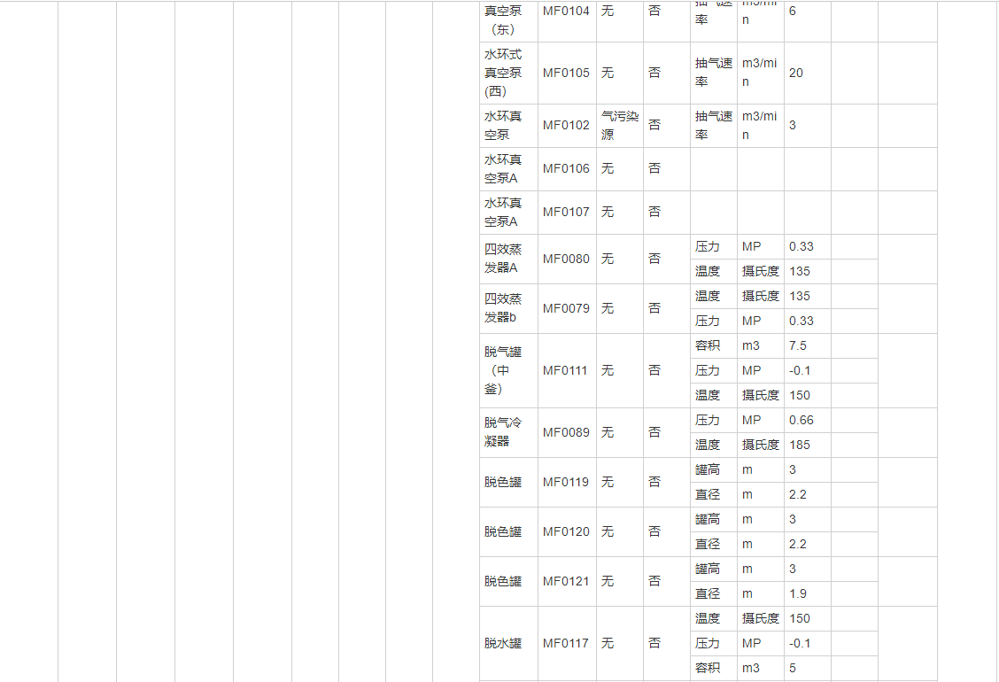 真空泵
（东）
MF0104
无
否
抽气速
率
m3/mi
n
6
水环式
真空泵
(西）
MF0105
无
否
抽气速
率
m3/mi
n
20
水环真
空泵
MF0102
气污染
源
否
抽气速
率
m3/mi
n
3
水环真
空泵A
MF0106
无
否
水环真
空泵A
MF0107
无
否
四效蒸
发器A
MF0080
无
否
压力
MP
0.33
温度
摄氏度
135
四效蒸
发器b
MF0079
无
否
温度
摄氏度
135
压力
MP
0.33
脱气罐
（中
釜）
MF0111
无
否
容积
m3
7.5
压力
MP
-0.1
温度
摄氏度
150
脱气冷
凝器
MF0089
无
否
压力
MP
0.66
温度
摄氏度
185
脱色罐
MF0119
无
否
罐高
m
3
直径
m
2.2
脱色罐
MF0120
无
否
罐高
m
3
直径
m
2.2
脱色罐
MF0121
无
否
罐高
m
3
直径
m
1.9
脱水罐
MF0117
无
否
温度
摄氏度
150
压力
MP
-0.1
容积
m3
5